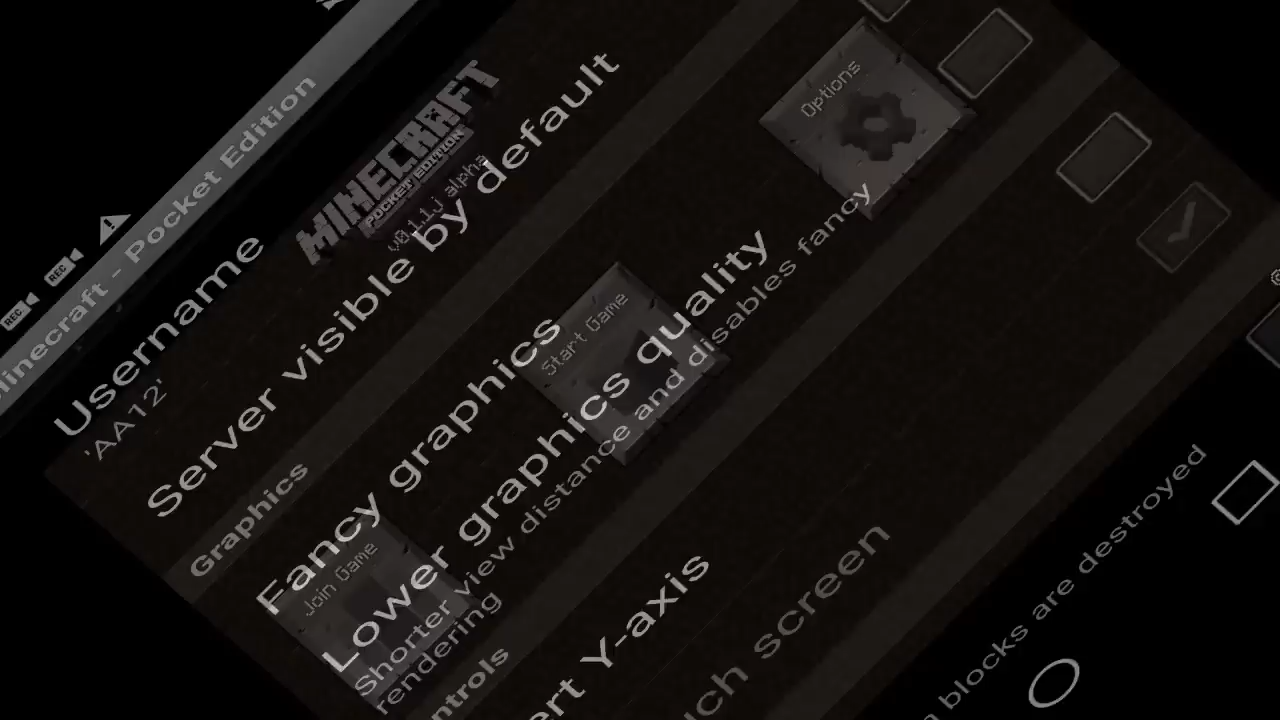 REC
REC
Minecraft - Pocket Edition
MINECRAFT
POCKET EDITION
v0.1.1J alpha
Username
'AA12'
Server visible by default
Graphics
Fancy graphics
Lower graphics quality
Shorter view distance and disables fancy
rendering
ntrols
ert Y-axis
uch screen
blocks are destroyed
Join Game
Start Game
Options